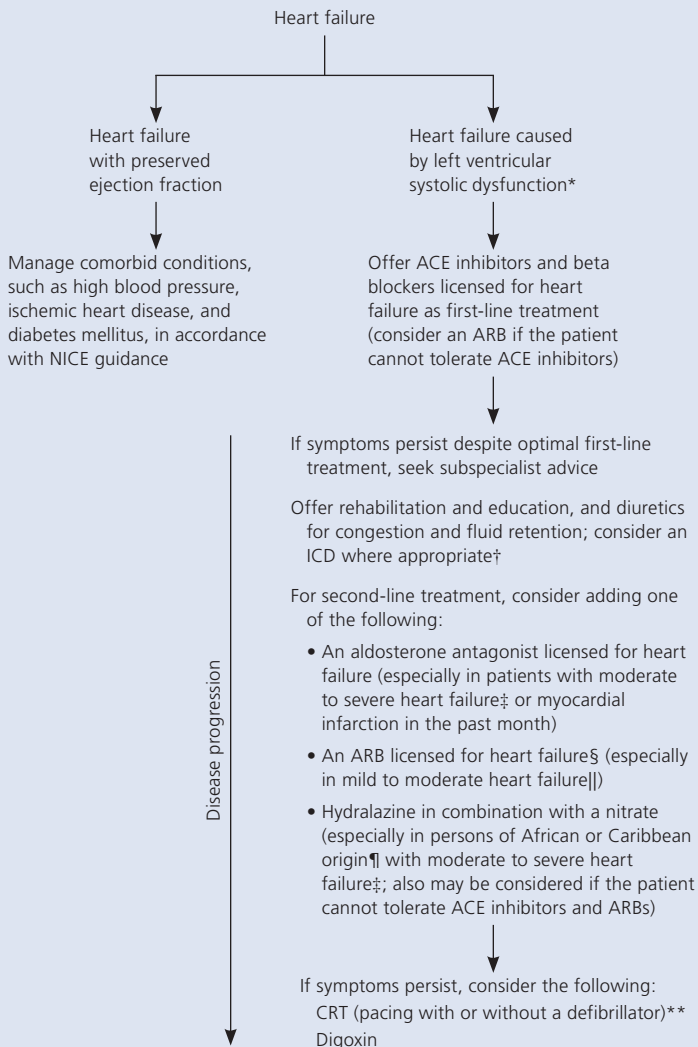 Heart failure
Heart failure
with preserved
ejection fraction
Heart failure caused
by left ventricular
systolic dysfunction*
Manage comorbid conditions,
such as high blood pressure,
ischemic heart disease, and
diabetes mellitus, in accordance
with NICE guidance
Offer ACE inhibitors and beta
blockers licensed for heart
failure as first-line treatment
(consider an ARB if the patient
cannot tolerate ACE inhibitors)
Disease progression
If symptoms persist despite optimal first-line
treatment, seek subspecialist advice
Offer rehabilitation and education, and diuretics
for congestion and fluid retention; consider an
ICD where appropriate†
For second-line treatment, consider adding one
of the following:
• An aldosterone antagonist licensed for heart
failure (especially in patients with moderate
to severe heart failure‡ or myocardial
infarction in the past month)
• An ARB licensed for heart failure§ (especially
in mild to moderate heart failure||)
• Hydralazine in combination with a nitrate
(especially in persons of African or Caribbean
origin¶ with moderate to severe heart
failure‡; also may be considered if the patient
cannot tolerate ACE inhibitors and ARBs)
If symptoms persist, consider the following:
CRT (pacing with or without a defibrillator)**
Digoxin